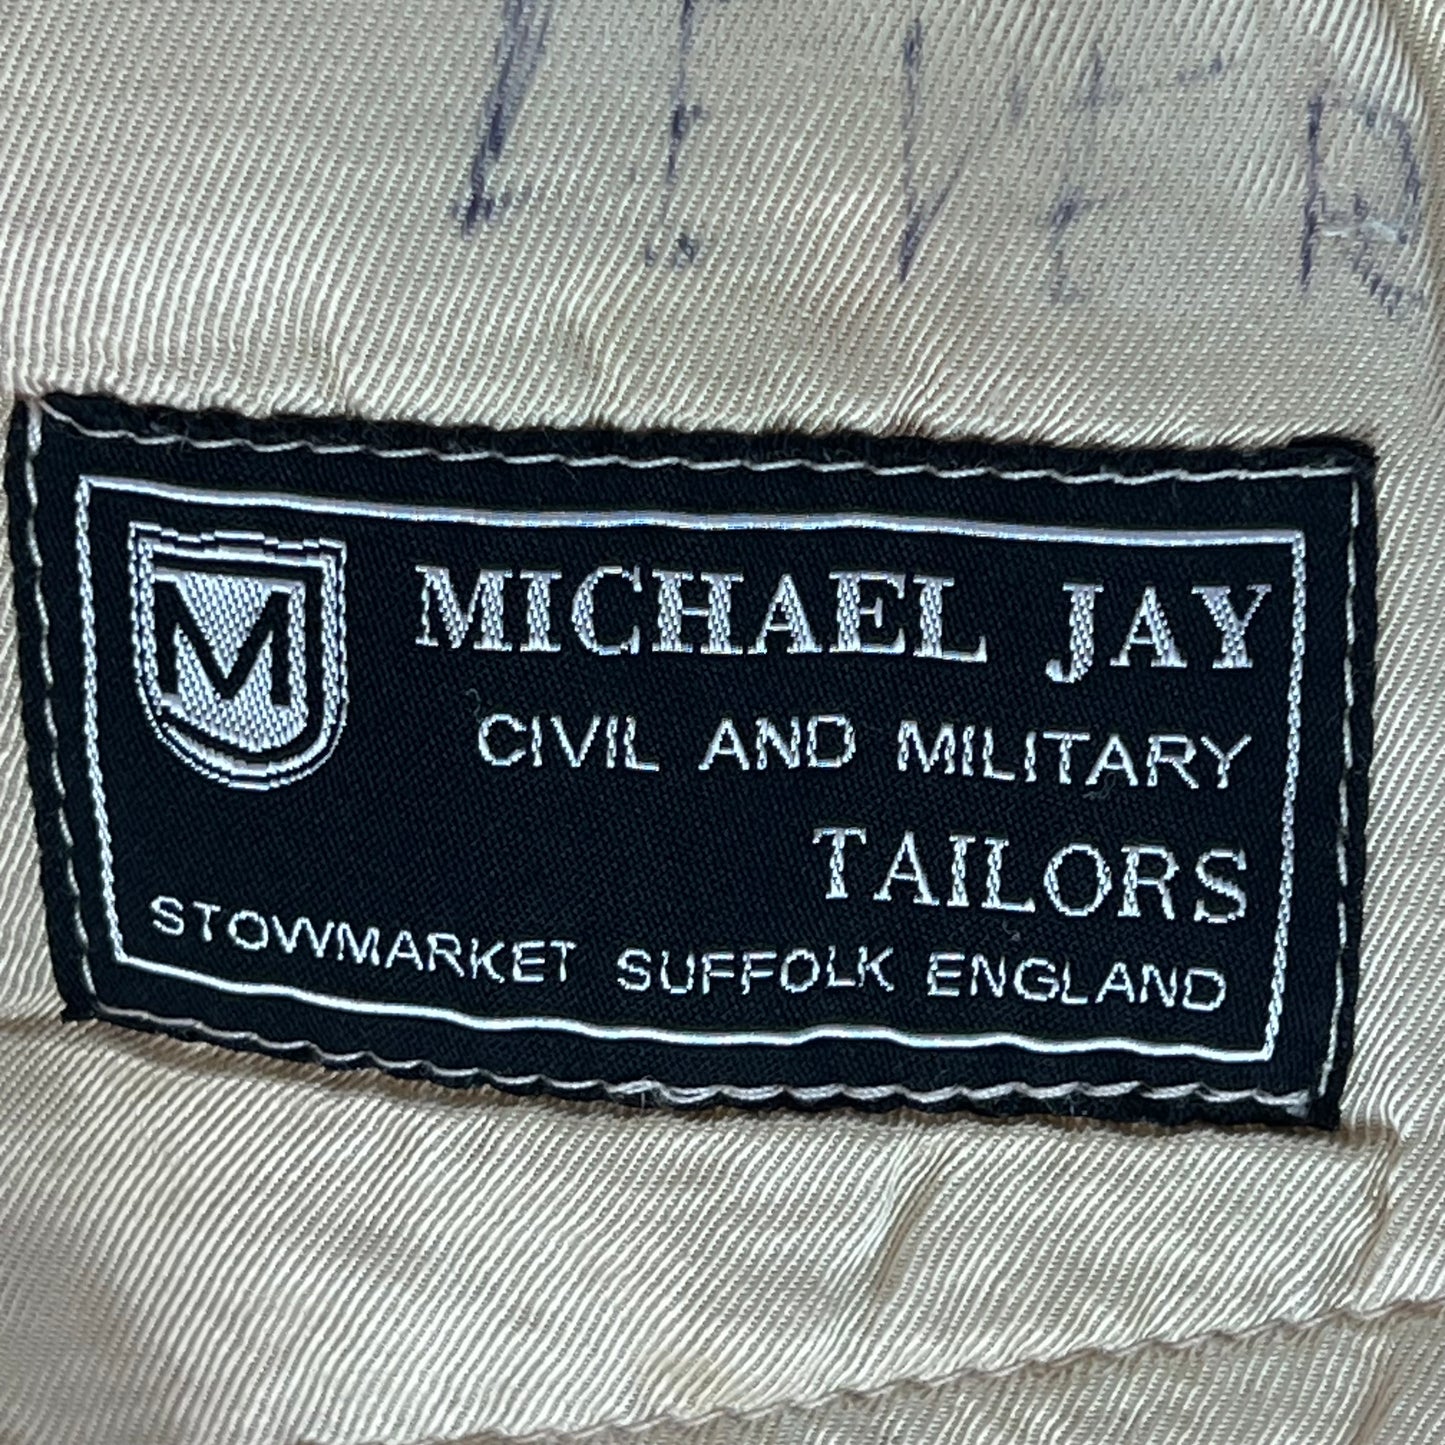 M
MICHAEL JAY
CIVIL AND MILITARY
TAILORS
STOWMARKET SUFFOLK ENGLAND